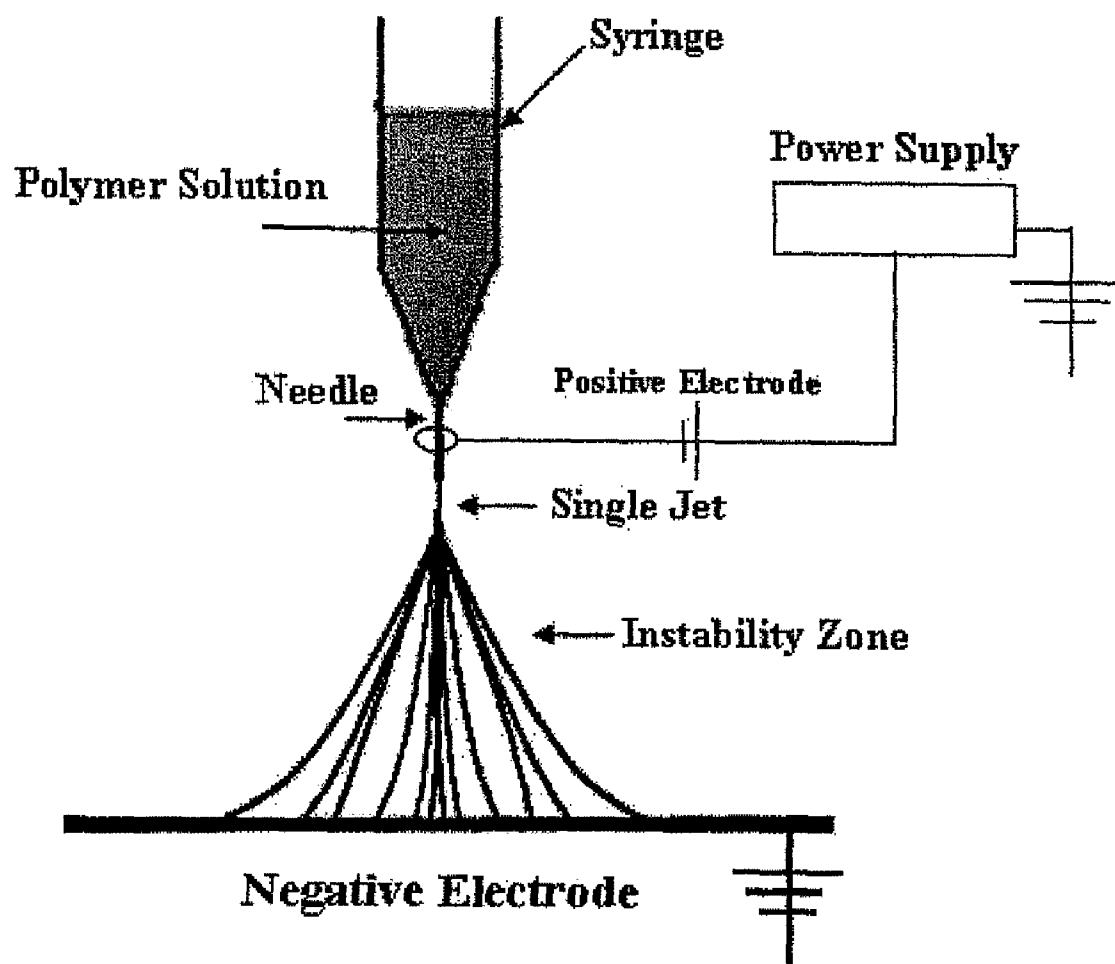 Syringe
Power Supply
Polymer Solution
Positive Electrode
Needle
Single Jet
Instability Zone
Negative Electrode